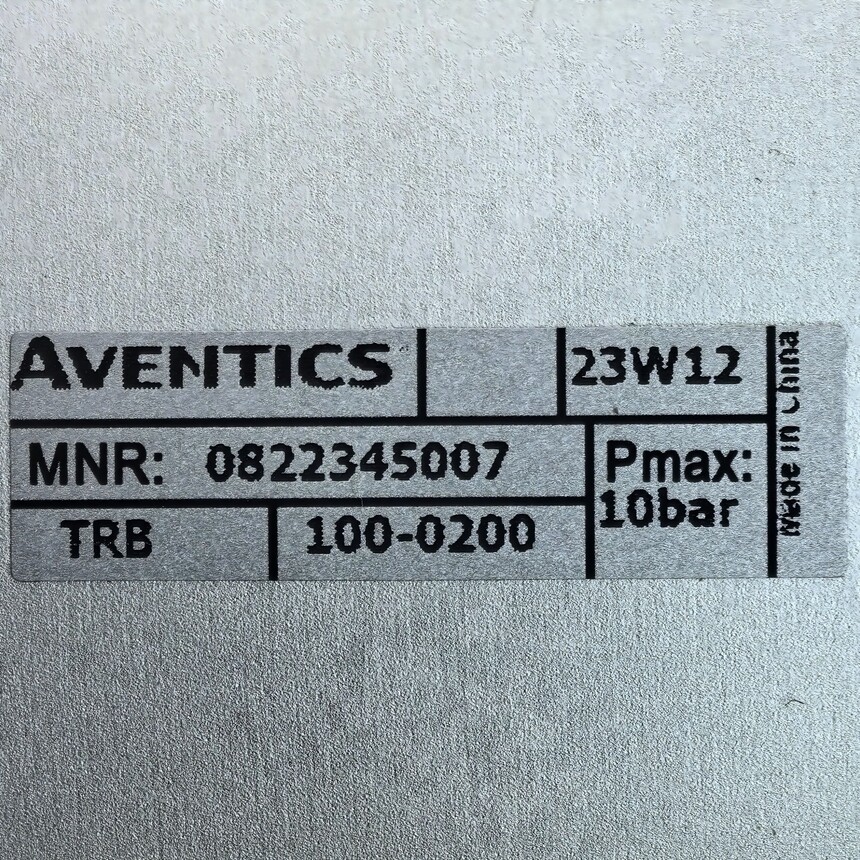 AVENTICS 23W12
MNR: 0822345007 Pmax:
10bar
TRB 100-0200
Made in China